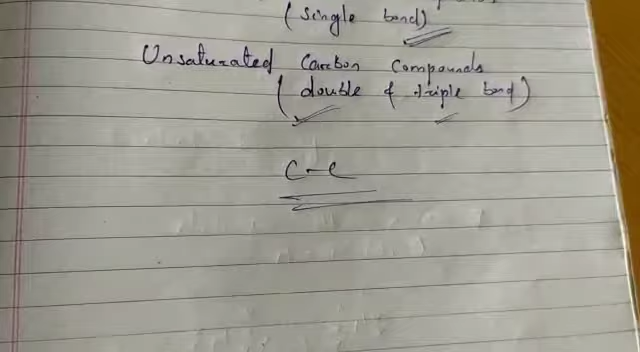 (single bond)
Unsaturated Carbon Compounds
(double & triple bond)
C-C